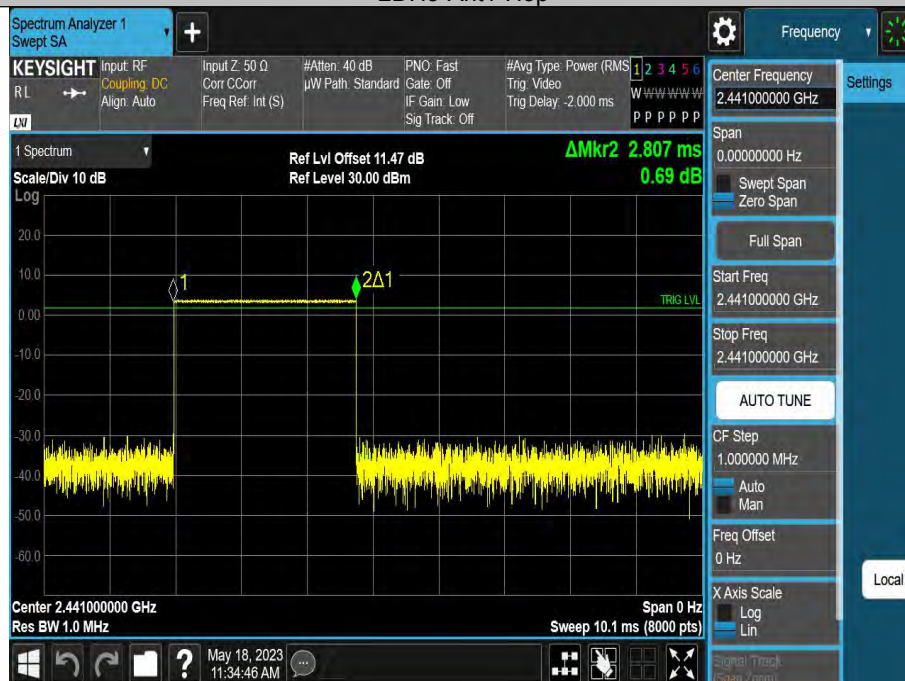 Spectrum Analyzer 1
Swept SA
+
Frequency
KEYSIGHT
RL
LXI
Input: RF
Coupling: DC
Align: Auto
Input Z: 50 Ω
Corr CCorr
Freq Ref: Int (S)
#Atten: 40 dB
µW Path: Standard
PNO: Fast
Gate: Off
IF Gain: Low
Sig Track: Off
#Avg Type: Power (RMS
Trig: Video
Trig Delay: -2.000 ms
1 2 3 4 5 6
W W W W W W
P P P P P P
Center Frequency
2.441000000 GHz
Settings
1 Spectrum
Scale/Div 10 dB
Log
Ref Lvl Offset 11.47 dB
Ref Level 30.00 dBm
ΔMkr2 2.807 ms
0.69 dB
Span
0.00000000 Hz
Swept Span
Zero Span
Full Span
Start Freq
2.441000000 GHz
Stop Freq
2.441000000 GHz
AUTO TUNE
CF Step
1.000000 MHz
Auto
Man
Freq Offset
0 Hz
X Axis Scale
Log
Lin
Local
20.0
10.0
0.00
-10.0
-20.0
-30.0
-40.0
-50.0
-60.0
1
2Δ1
TRIG LVL
Center 2.441000000 GHz
Res BW 1.0 MHz
Span 0 Hz
Sweep 10.1 ms (8000 pts)
?
May 18, 2023
11:34:46 AM
Signal Track
(Span Zoom)